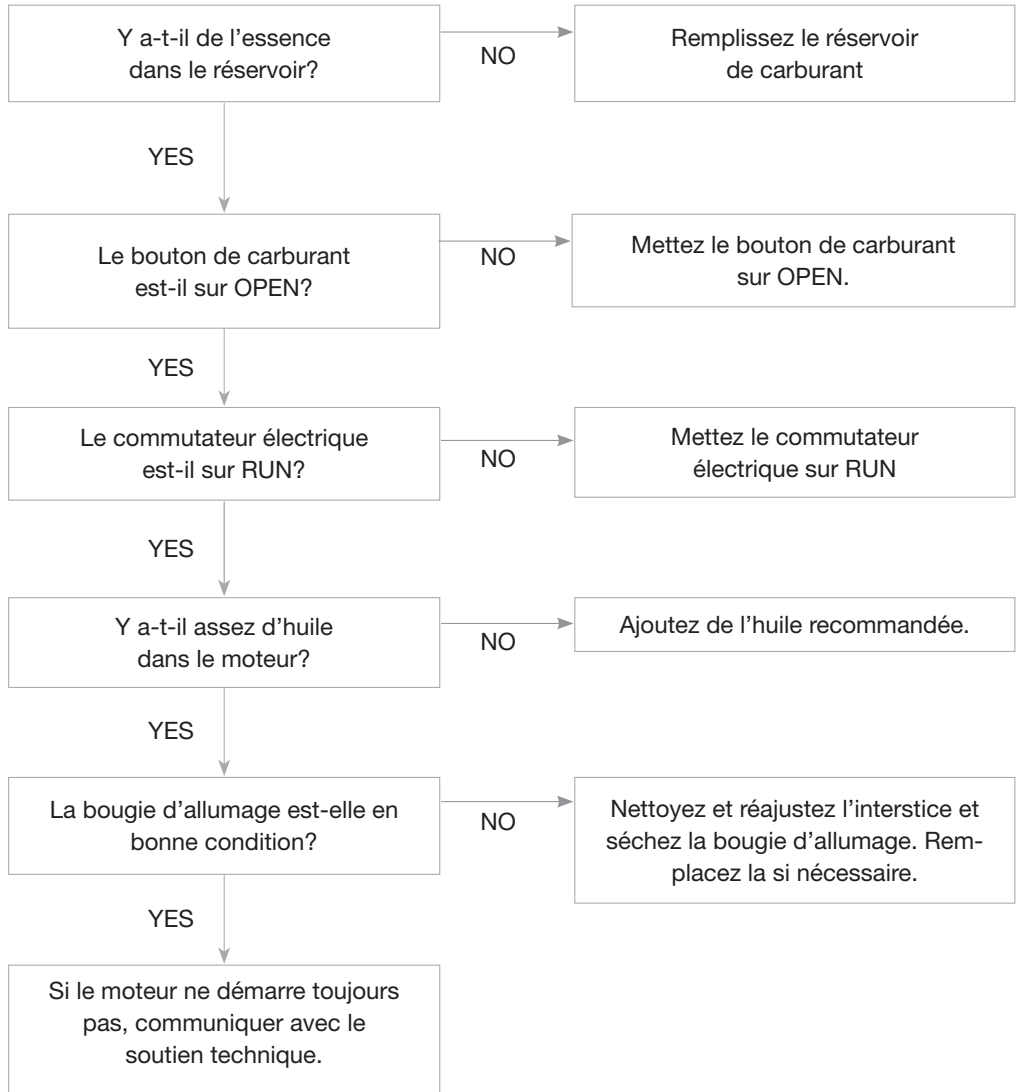 Y a-t-il de l’essence
dans le réservoir?
NO
Remplissez le réservoir
de carburant
YES
Le bouton de carburant
est-il sur OPEN?
NO
Mettez le bouton de carburant
sur OPEN.
YES
Le commutateur électrique
est-il sur RUN?
NO
Mettez le commutateur
électrique sur RUN
YES
Y a-t-il assez d’huile
dans le moteur?
NO
Ajoutez de l’huile recommandée.
YES
La bougie d’allumage est-elle en
bonne condition?
NO
Nettoyez et réajustez l’interstice et
séchez la bougie d’allumage. Rem-
placez la si nécessaire.
YES
Si le moteur ne démarre toujours
pas, communiquer avec le
soutien technique.